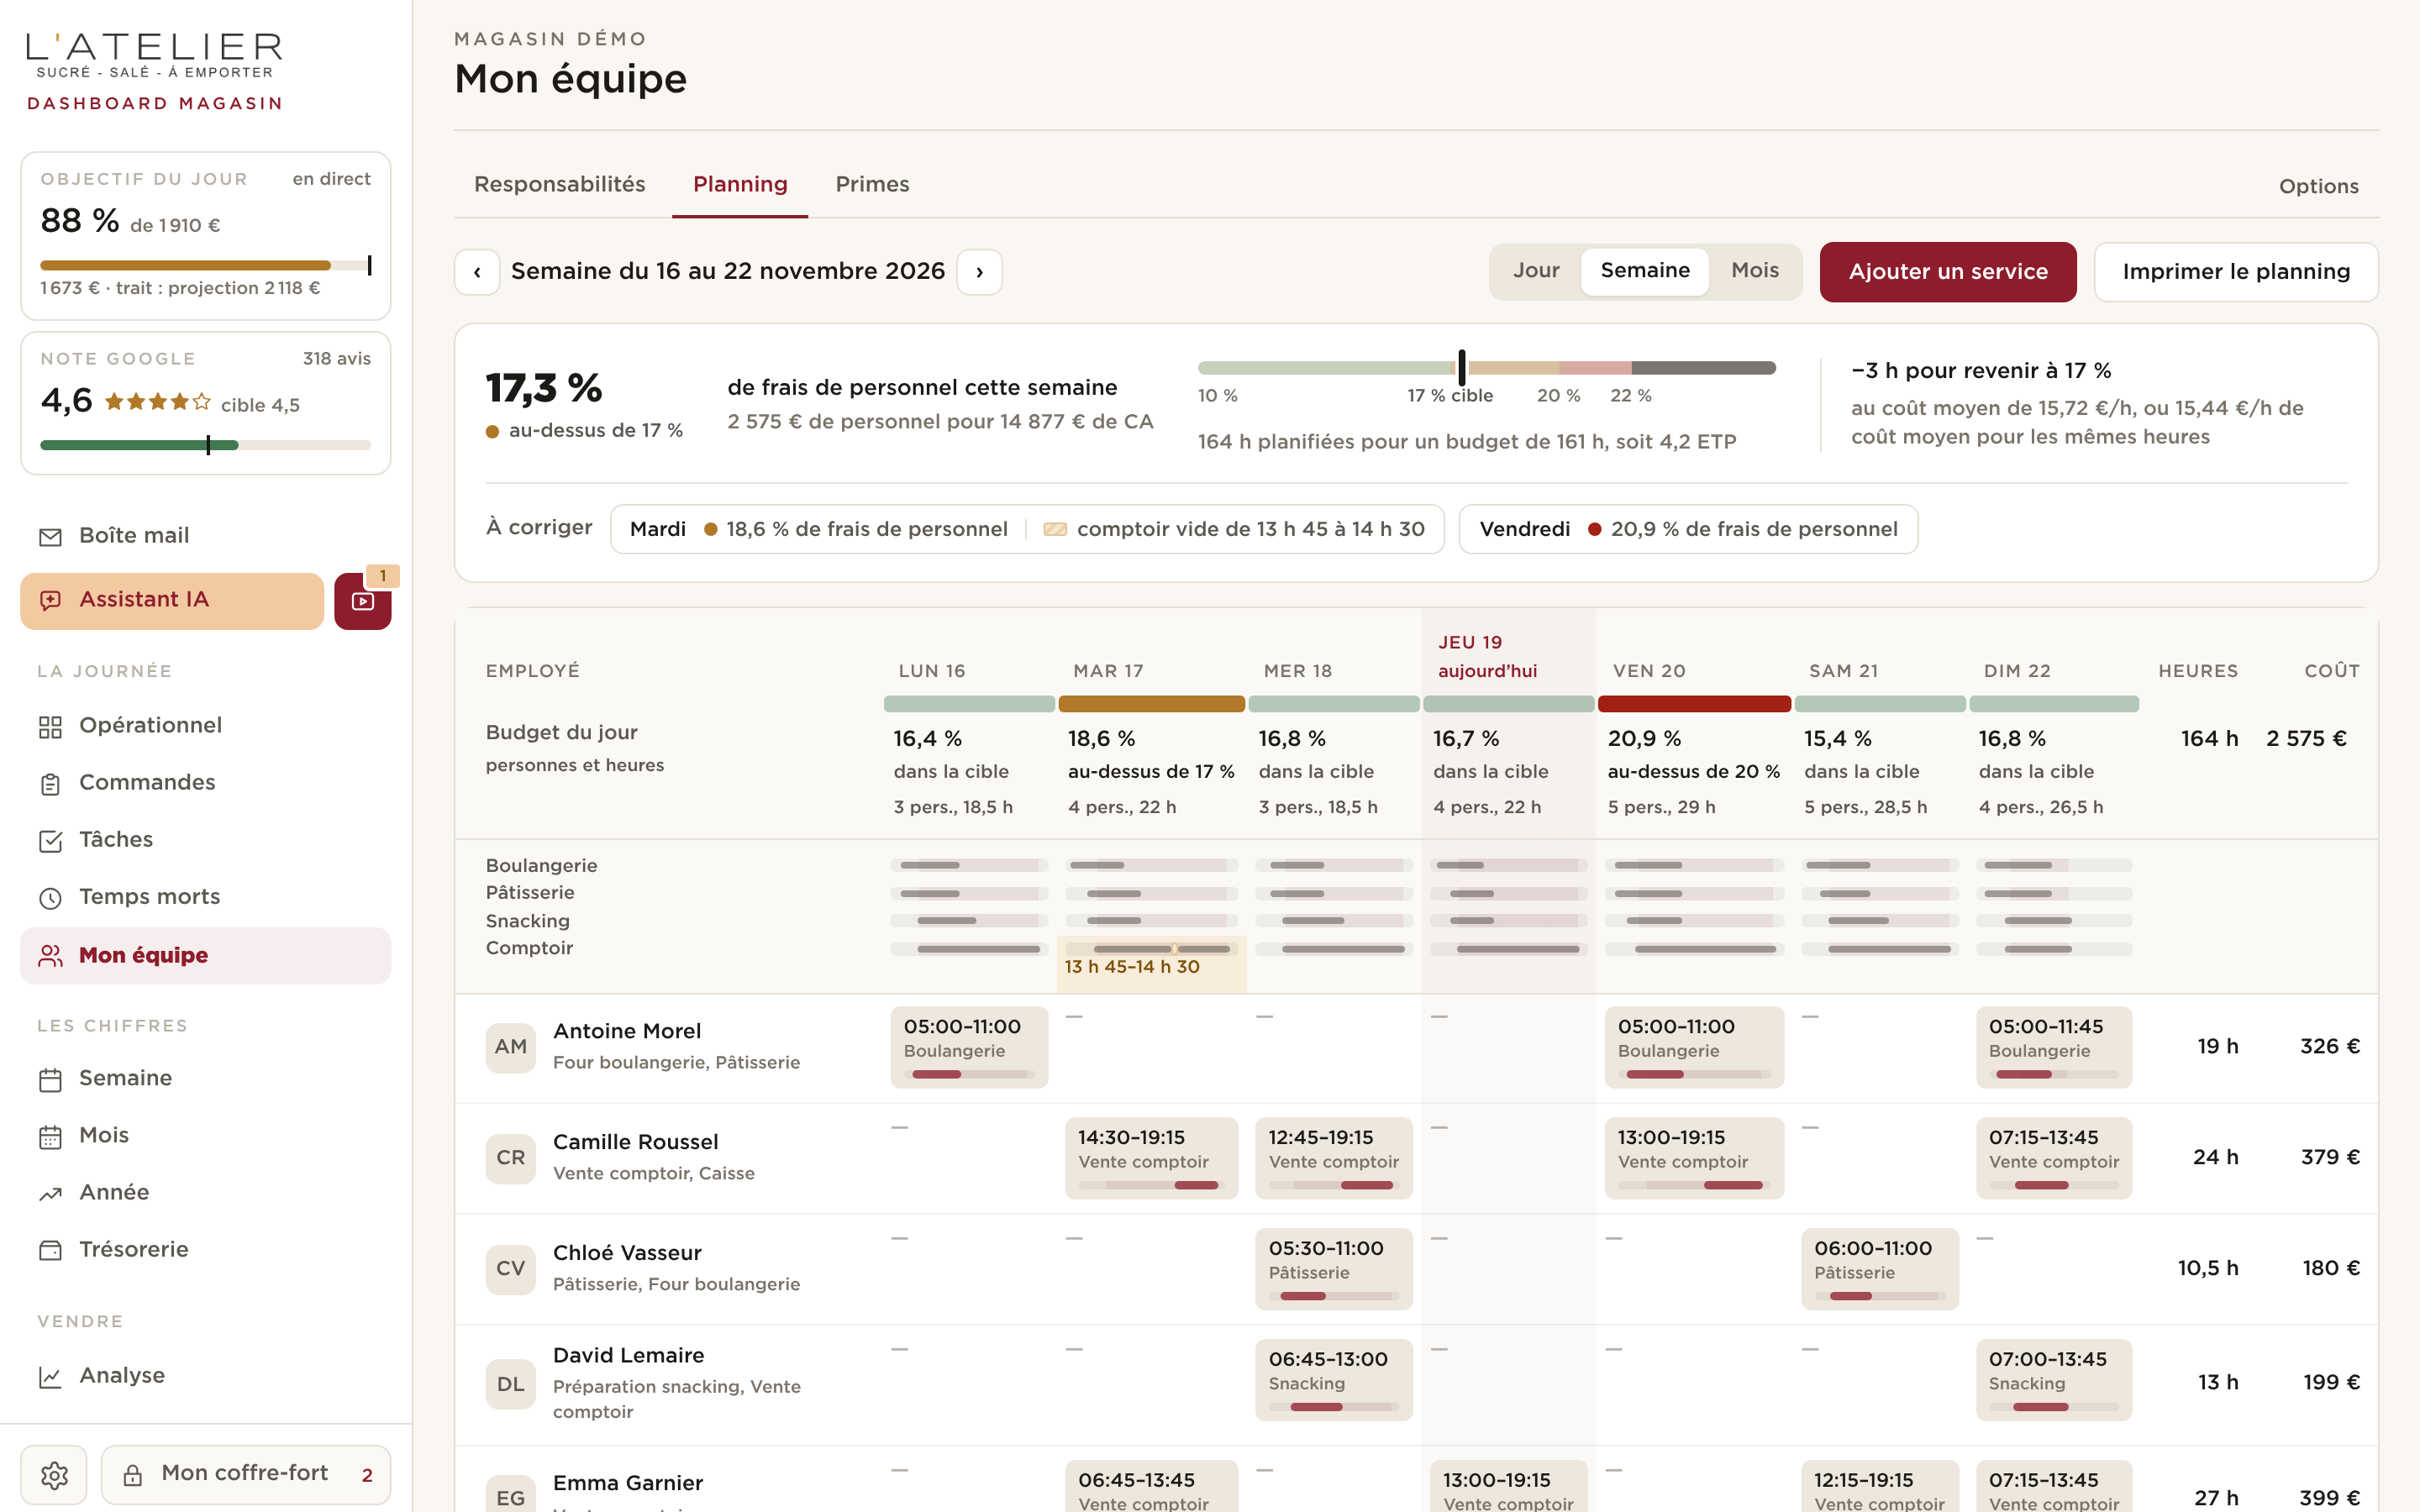 L'ATELIER
SUCRÉ - SALÉ - À EMPORTER
DASHBOARD MAGASIN
OBJECTIF DU JOUR en direct
88 % de 1 910 €
1 673 € · trait : projection 2 118 €
NOTE GOOGLE 318 avis
4,6 cible 4,5
Boîte mail
Assistant IA 1
LA JOURNÉE
Opérationnel
Commandes
Tâches
Temps morts
Mon équipe
LES CHIFFRES
Semaine
Mois
Année
Trésorerie
VENDRE
Analyse
Mon coffre-fort 2
MAGASIN DÉMO
Mon équipe
Responsabilités Planning Primes Options
‹ Semaine du 16 au 22 novembre 2026 › Jour Semaine Mois Ajouter un service Imprimer le planning
17,3 %
au-dessus de 17 %
de frais de personnel cette semaine
2 575 € de personnel pour 14 877 € de CA
10 % 17 % cible 20 % 22 %
164 h planifiées pour un budget de 161 h, soit 4,2 ETP
−3 h pour revenir à 17 %
au coût moyen de 15,72 €/h, ou 15,44 €/h de
coût moyen pour les mêmes heures
À corriger Mardi 18,6 % de frais de personnel comptoir vide de 13 h 45 à 14 h 30 Vendredi 20,9 % de frais de personnel
EMPLOYÉ LUN 16 MAR 17 MER 18 JEU 19 aujourd'hui VEN 20 SAM 21 DIM 22 HEURES COÛT
Budget du jour 16,4 % 18,6 % 16,8 % 16,7 % 20,9 % 15,4 % 16,8 % 164 h 2 575 €
personnes et heures dans la cible au-dessus de 17 % dans la cible dans la cible au-dessus de 20 % dans la cible dans la cible
3 pers., 18,5 h 4 pers., 22 h 3 pers., 18,5 h 4 pers., 22 h 5 pers., 29 h 5 pers., 28,5 h 4 pers., 26,5 h
Boulangerie
Pâtisserie
Snacking
Comptoir
13 h 45–14 h 30
AM Antoine Morel 05:00–11:00 — — — 05:00–11:00 — 05:00–11:45 19 h 326 €
Four boulangerie, Pâtisserie Boulangerie Boulangerie Boulangerie
CR Camille Roussel — 14:30–19:15 12:45–19:15 — 13:00–19:15 — 07:15–13:45 24 h 379 €
Vente comptoir, Caisse Vente comptoir Vente comptoir Vente comptoir Vente comptoir
CV Chloé Vasseur — — 05:30–11:00 — — 06:00–11:00 — 10,5 h 180 €
Pâtisserie, Four boulangerie Pâtisserie Pâtisserie
DL David Lemaire — — 06:45–13:00 — — — 07:00–13:45 13 h 199 €
Préparation snacking, Vente Snacking Snacking
comptoir
EG Emma Garnier — 06:45–13:45 — 13:00–19:15 — 12:15–19:15 07:15–13:45 27 h 399 €
Vente comptoir Vente comptoir Vente comptoir Vente comptoir